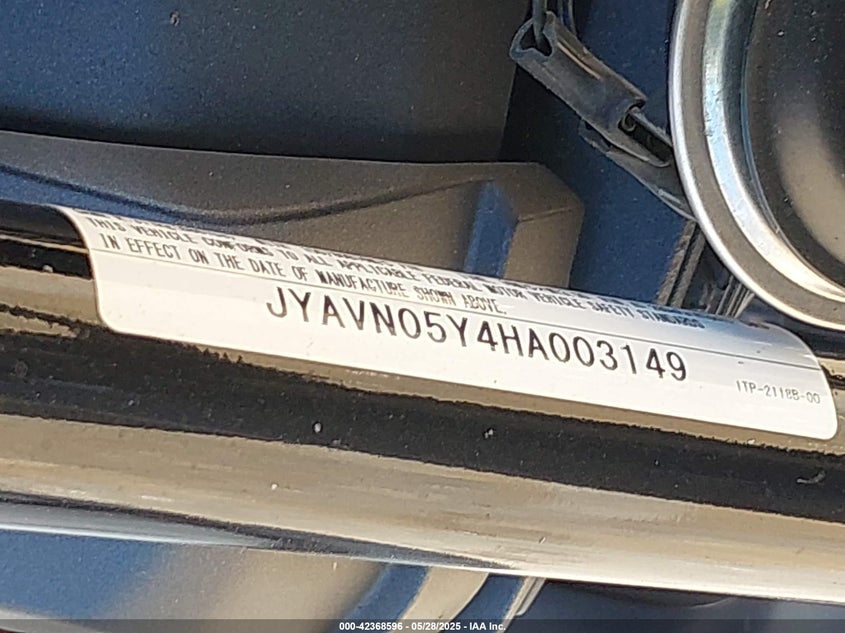 THIS VEHICLE CONFORMS TO ALL APPLICABLE FEDERAL MOTOR VEHICLE SAFETY STANDARDS
IN EFFECT ON THE DATE OF MANUFACTURE SHOWN ABOVE.
JYAVN05Y4HA003149
1TP-2118B-00
000-42368596 - 05/28/2025 - IAA Inc.